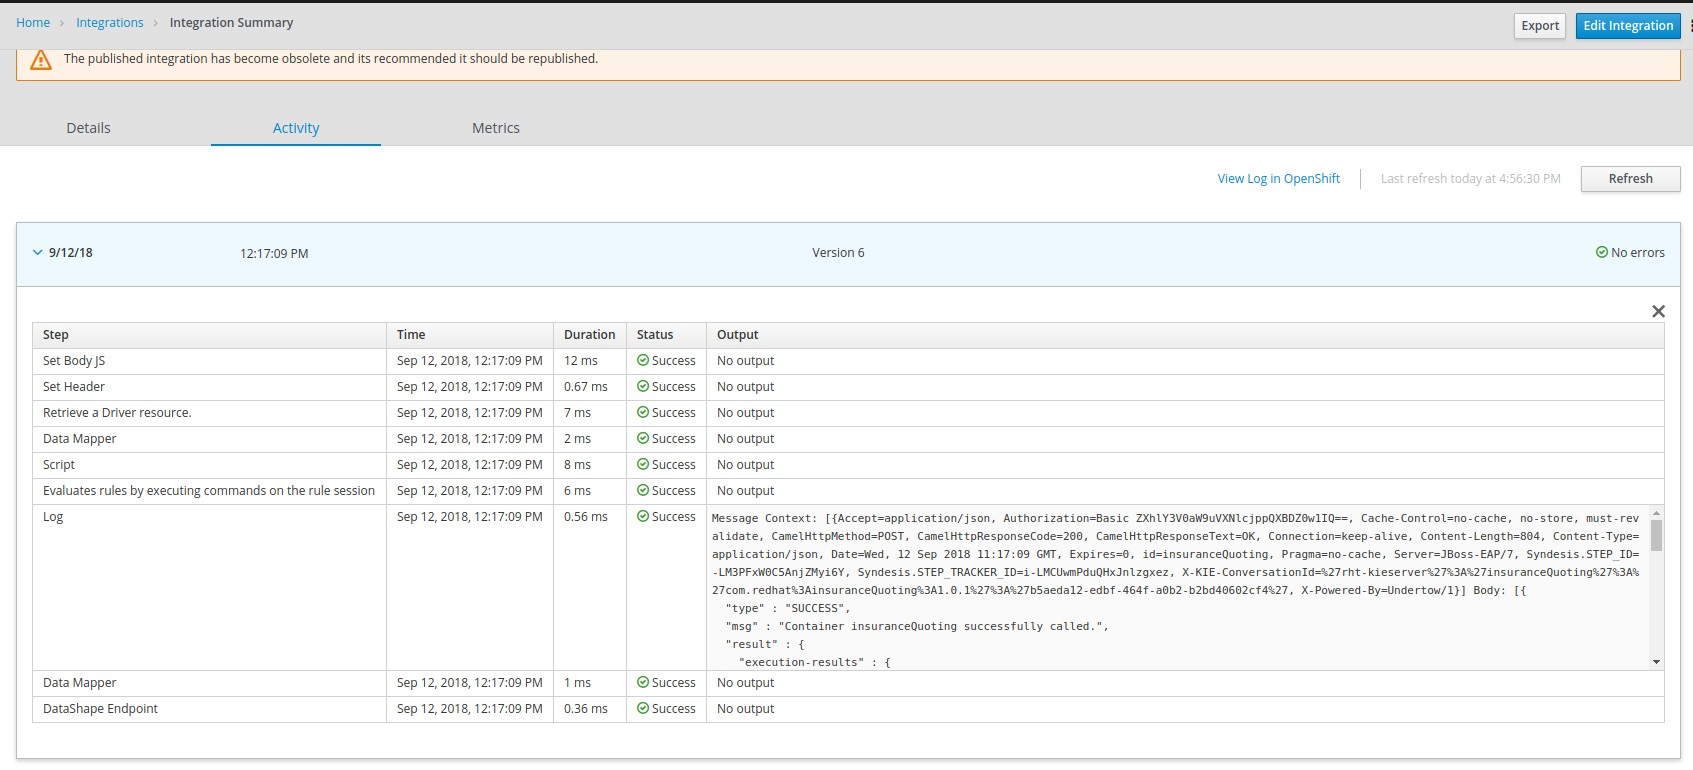 Home > Integrations > Integration Summary
Export Edit Integration
The published integration has become obsolete and its recommended it should be republished.
Details Activity Metrics
View Log in OpenShift Last refresh today at 4:56:30 PM Refresh
9/12/18 12:17:09 PM Version 6 No errors
Step Time Duration Status Output
Set Body JS Sep 12, 2018, 12:17:09 PM 12 ms Success No output
Set Header Sep 12, 2018, 12:17:09 PM 0.67 ms Success No output
Retrieve a Driver resource. Sep 12, 2018, 12:17:09 PM 7 ms Success No output
Data Mapper Sep 12, 2018, 12:17:09 PM 2 ms Success No output
Script Sep 12, 2018, 12:17:09 PM 8 ms Success No output
Evaluates rules by executing commands on the rule session Sep 12, 2018, 12:17:09 PM 6 ms Success No output
Log Sep 12, 2018, 12:17:09 PM 0.56 ms Success Message Context: [{Accept=application/json, Authorization=Basic ZXhlY3V0aW9uVXNlcjppQXBDZ0w1IQ==, Cache-Control=no-cache, no-store, must-rev
alidate, CamelHttpMethod=POST, CamelHttpResponseCode=200, CamelHttpResponseText=OK, Connection=keep-alive, Content-Length=804, Content-Type=
application/json, Date=Wed, 12 Sep 2018 11:17:09 GMT, Expires=0, id=insuranceQuoting, Pragma=no-cache, Server=JBoss-EAP/7, Syndesis.STEP_ID=
-LM3PFxW0C5AnjZMyi6Y, Syndesis.STEP_TRACKER_ID=i-LMCUwmPduQHxJnlzgxez, X-KIE-ConversationId=%27rht-kieserver%27%3A%27insuranceQuoting%27%3A%
27com.redhat%3AinsuranceQuoting%3A1.0.1%27%3A%27b5aeda12-edbf-464f-a0b2-b2bd40602cf4%27, X-Powered-By=Undertow/1}] Body: [{
"type" : "SUCCESS",
"msg" : "Container insuranceQuoting successfully called.",
"result" : {
"execution-results" : {
Data Mapper Sep 12, 2018, 12:17:09 PM 1 ms Success No output
DataShape Endpoint Sep 12, 2018, 12:17:09 PM 0.36 ms Success No output